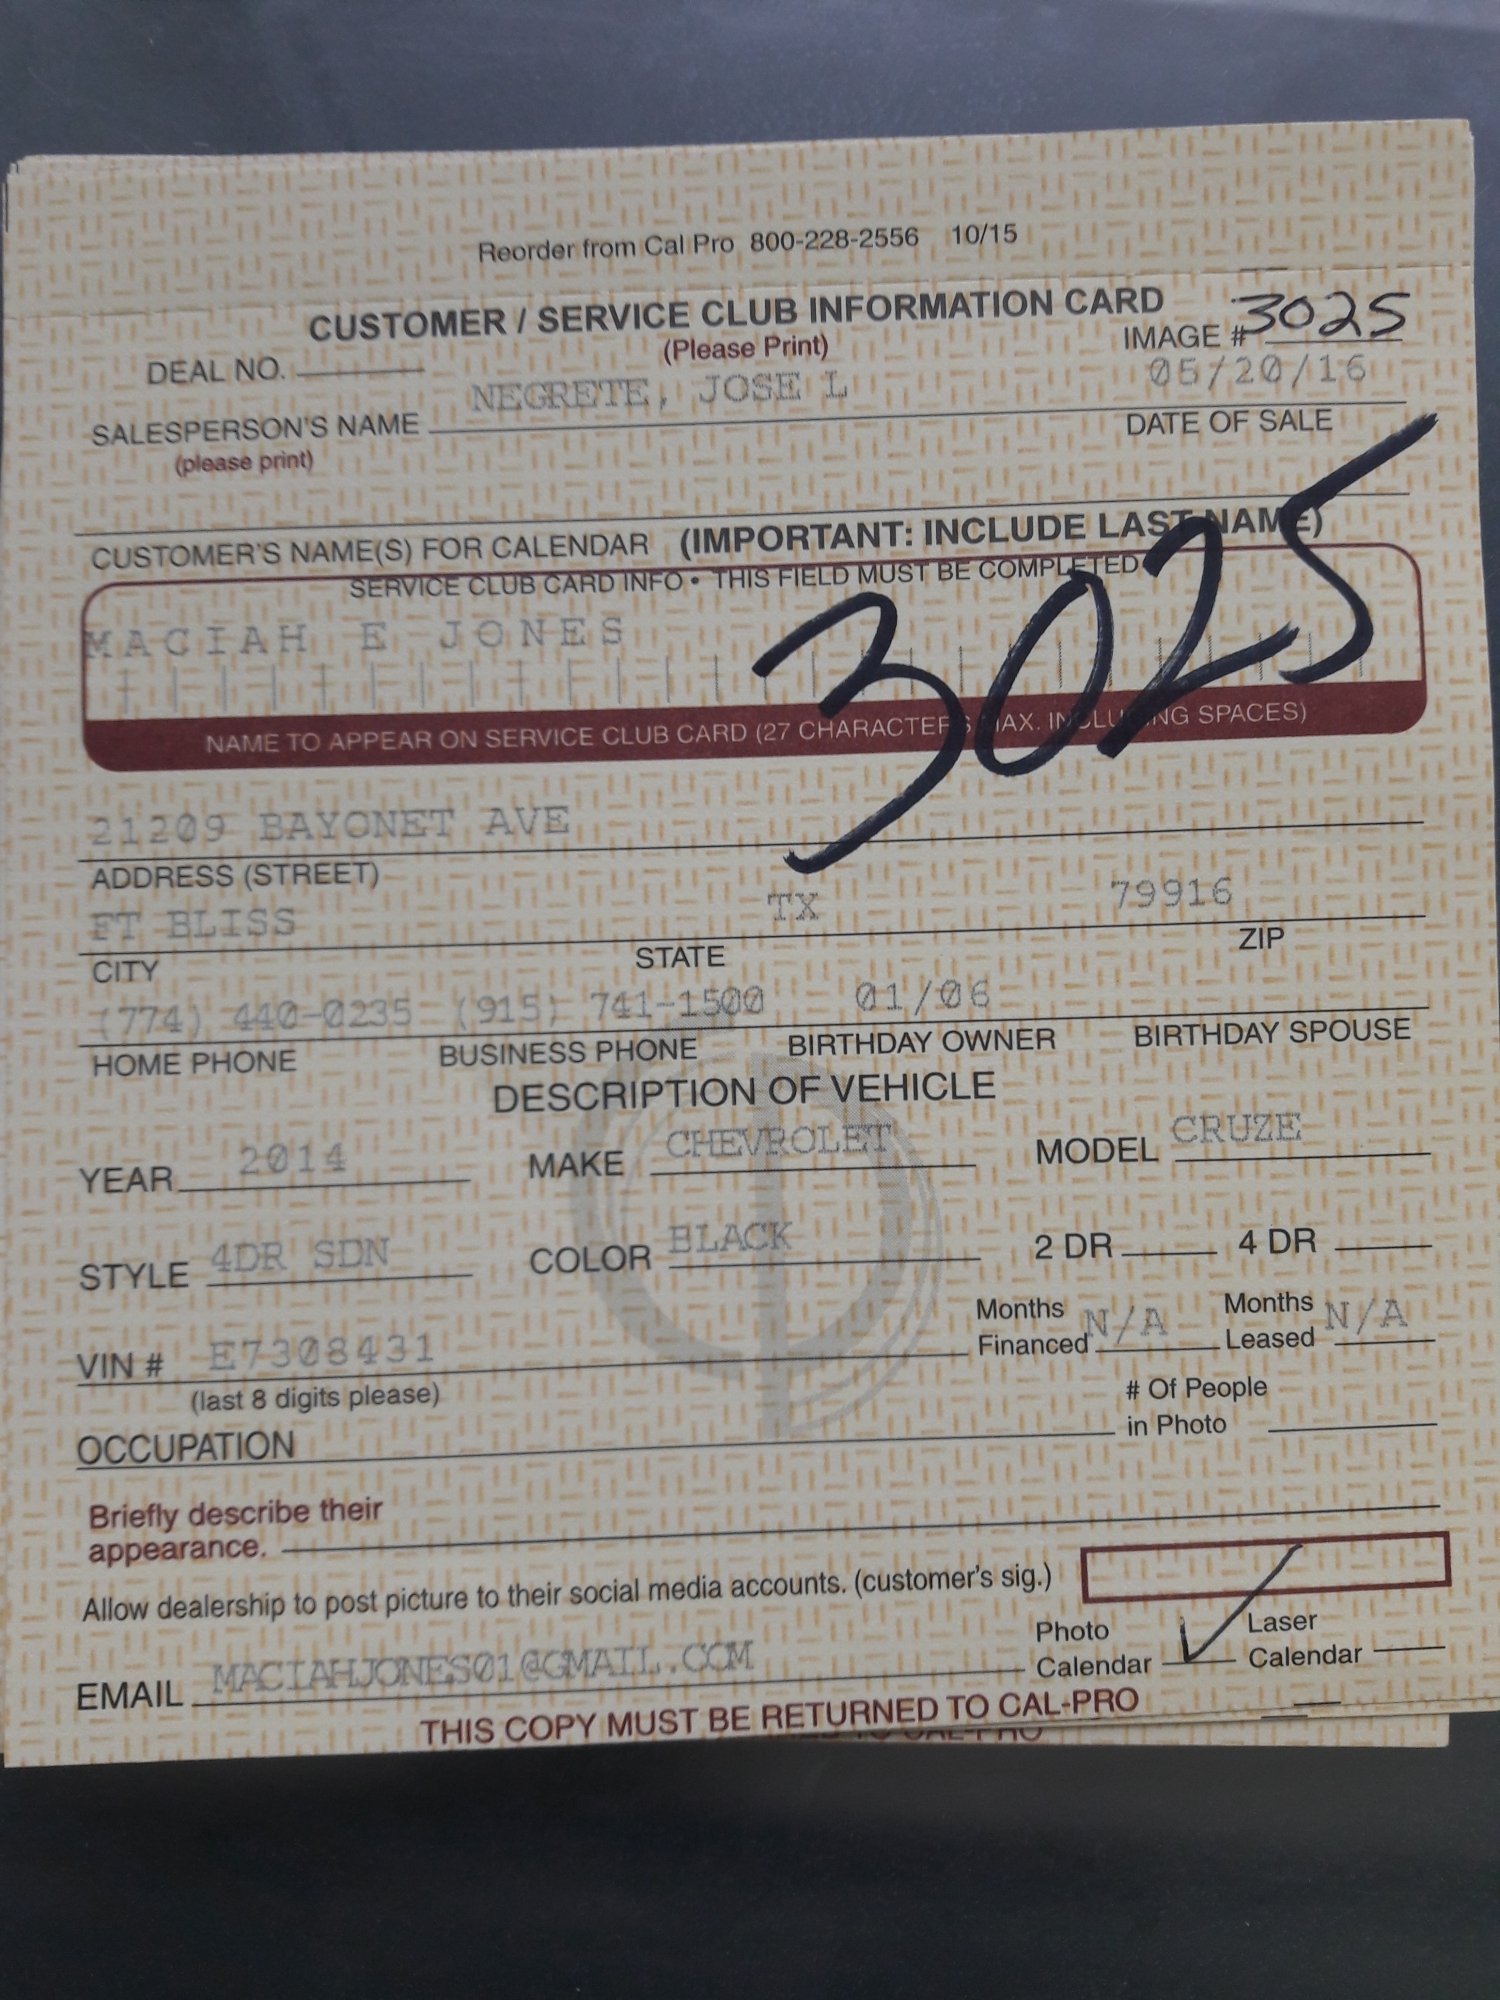 Reorder from Cal Pro 800-228-2556 10/15
CUSTOMER / SERVICE CLUB INFORMATION CARD
(Please Print)
IMAGE # 3025
DEAL NO.
NEGRETE, JOSE L
05/20/16
SALESPERSON'S NAME
DATE OF SALE
(please print)
CUSTOMER'S NAME(S) FOR CALENDAR (IMPORTANT: INCLUDE LAST NAME)
SERVICE CLUB CARD INFO • THIS FIELD MUST BE COMPLETED
3025
MACIAH E JONES
NAME TO APPEAR ON SERVICE CLUB CARD (27 CHARACTERS MAX. INCLUDING SPACES)
21209 BAYONET AVE
ADDRESS (STREET)
FT BLISS TX 79916
CITY STATE ZIP
(774) 440-0235 (915) 741-1500 01/06
HOME PHONE BUSINESS PHONE BIRTHDAY OWNER BIRTHDAY SPOUSE
DESCRIPTION OF VEHICLE
YEAR 2014 MAKE CHEVROLET MODEL CRUZE
STYLE 4DR SDN COLOR BLACK 2 DR 4 DR
VIN # E7308431 Months Financed N/A Months Leased N/A
(last 8 digits please)
OCCUPATION # Of People in Photo
Briefly describe their
appearance.
Allow dealership to post picture to their social media accounts. (customer's sig.)
EMAIL MACIAHJONES01@GMAIL.COM Photo Calendar Laser Calendar
THIS COPY MUST BE RETURNED TO CAL-PRO